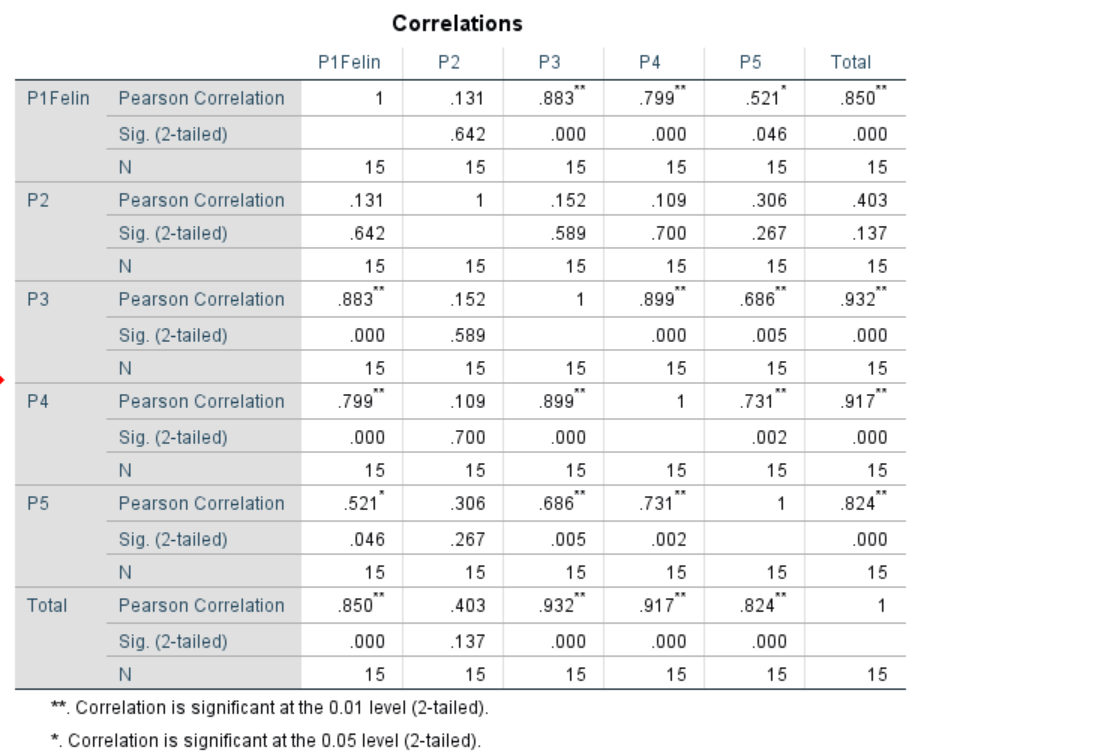 Correlations
P1Felin P2 P3 P4 P5 Total
P1Felin Pearson Correlation 1 .131 .883** .799** .521* .850**
Sig. (2-tailed) .642 .000 .000 .046 .000
N 15 15 15 15 15 15
P2 Pearson Correlation .131 1 .152 .109 .306 .403
Sig. (2-tailed) .642 .589 .700 .267 .137
N 15 15 15 15 15 15
P3 Pearson Correlation .883** .152 1 .899** .686** .932**
Sig. (2-tailed) .000 .589 .000 .005 .000
N 15 15 15 15 15 15
P4 Pearson Correlation .799** .109 .899** 1 .731** .917**
Sig. (2-tailed) .000 .700 .000 .002 .000
N 15 15 15 15 15 15
P5 Pearson Correlation .521* .306 .686** .731** 1 .824**
Sig. (2-tailed) .046 .267 .005 .002 .000
N 15 15 15 15 15 15
Total Pearson Correlation .850** .403 .932** .917** .824** 1
Sig. (2-tailed) .000 .137 .000 .000 .000
N 15 15 15 15 15 15
**. Correlation is significant at the 0.01 level (2-tailed).
*. Correlation is significant at the 0.05 level (2-tailed).